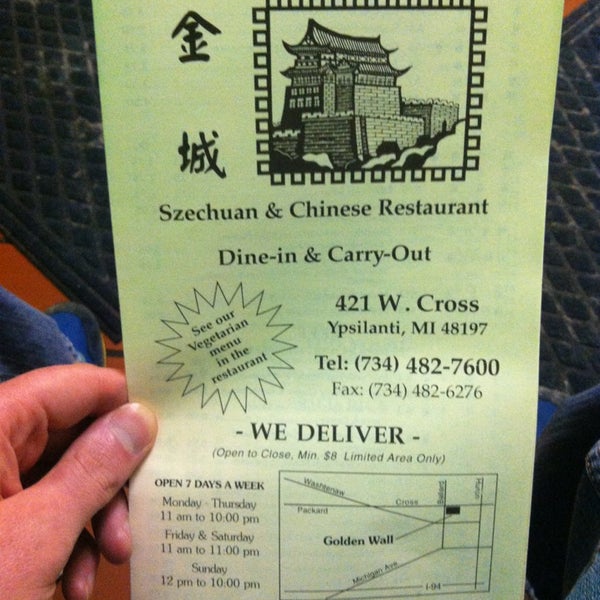 金
城
Szechuan & Chinese Restaurant
Dine-in & Carry-Out
See our
Vegetarian
menu
in the
restaurant
421 W. Cross
Ypsilanti, MI 48197
Tel: (734) 482-7600
Fax: (734) 482-6276
- WE DELIVER -
(Open to Close, Min. $8 Limited Area Only)
OPEN 7 DAYS A WEEK
Monday - Thursday
11 am to 10:00 pm
Friday & Saturday
11 am to 11:00 pm
Sunday
12 pm to 10:00 pm
Washtenaw
Cross
Packard
Huron
Golden Wall
Michigan Ave
I-94